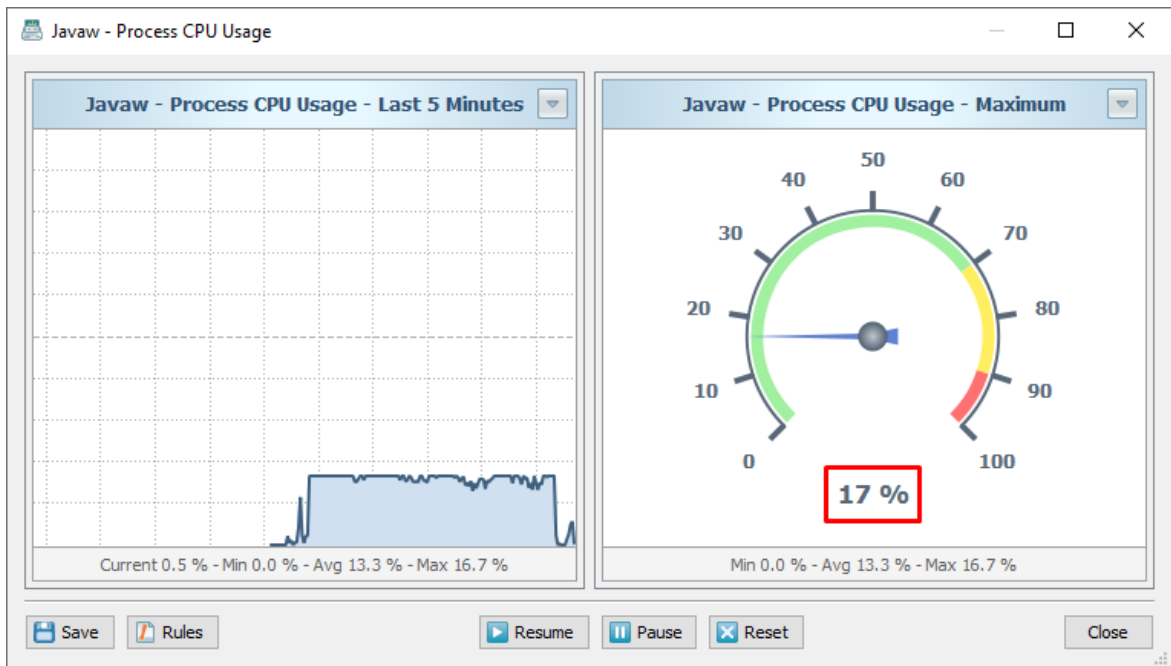 Javaw - Process CPU Usage
Javaw - Process CPU Usage - Last 5 Minutes
Current 0.5 % - Min 0.0 % - Avg 13.3 % - Max 16.7 %
Javaw - Process CPU Usage - Maximum
50
40
60
30
70
20
80
10
90
0
100
17 %
Min 0.0 % - Avg 13.3 % - Max 16.7 %
Save
Rules
Resume
Pause
Reset
Close